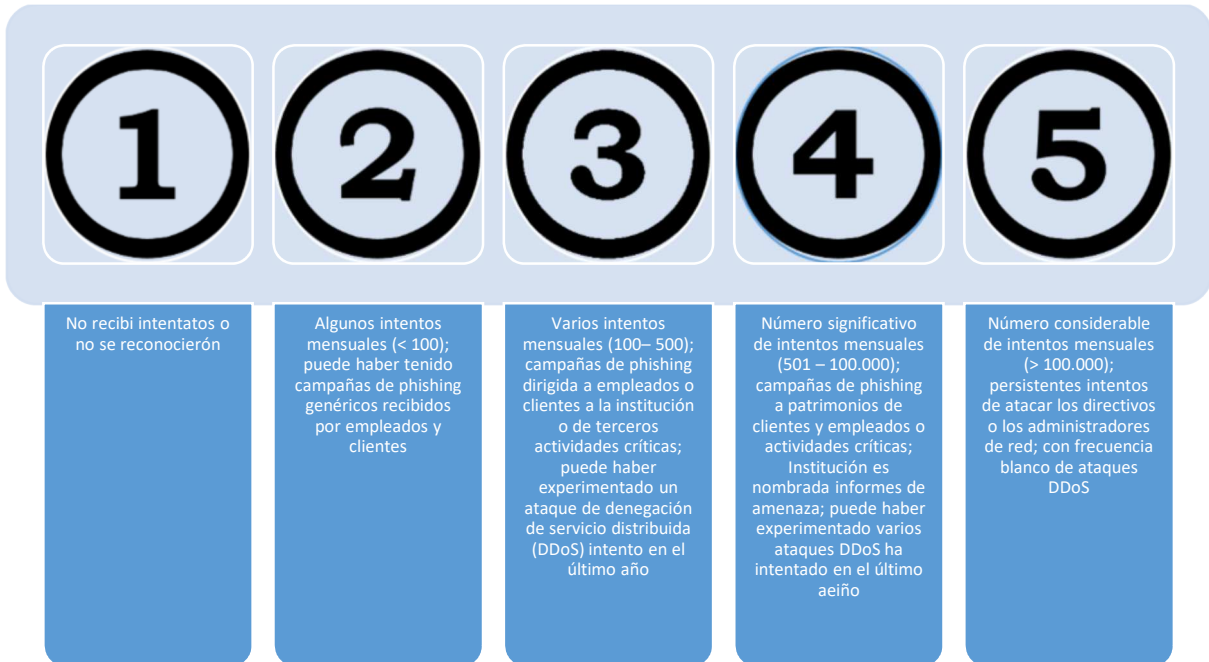 1
No recibi intentatos o
no se reconocierón
2
Algunos intentos
mensuales (< 100);
puede haber tenido
campañas de phishing
genéricos recibidos
por empleados y
clientes
3
Varios intentos
mensuales (100– 500);
campañas de phishing
dirigida a empleados o
clientes a la institución
o de terceros
actividades críticas;
puede haber
experimentado un
ataque de denegación
de servicio distribuida
(DDoS) intento en el
último año
4
Número significativo
de intentos mensuales
(501 – 100.000);
campañas de phishing
a patrimonios de
clientes y empleados o
actividades críticas;
Institución es
nombrada informes de
amenaza; puede haber
experimentado varios
ataques DDoS ha
intentado en el último
aeiño
5
Número considerable
de intentos mensuales
(> 100.000);
persistentes intentos
de atacar los directivo
o los administradores
de red; con frecuencia
blanco de ataques
DDoS